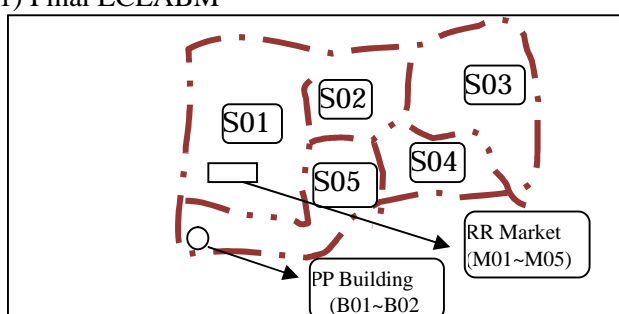 1) Final ECLABM
S03
S02
S01
S04
S05
RR Market
(M01~M05)
PP Building
(B01~B02